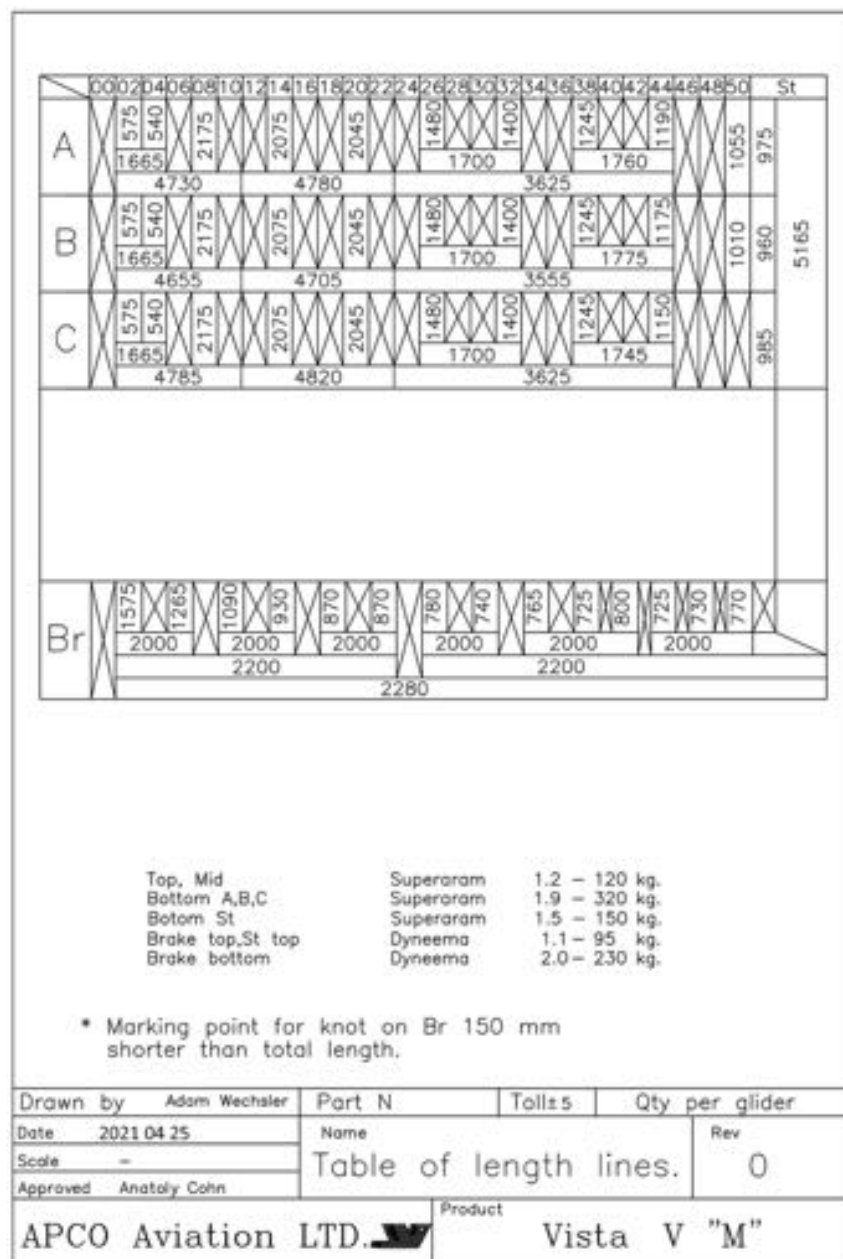 00 02 04 06 08 10 12 14 16 18 20 22 24 26 28 30 32 34 36 38 40 42 44 46 48 50 St
A 575 540 2175 2075 2045 1480 1400 1245 1190 1055 975
1665 1700 1760
4730 4780 3625
B 575 540 2175 2075 2045 1480 1400 1245 1175 1010 960 5165
1665 1700 1775
4655 4705 3555
C 575 540 2175 2075 2045 1480 1400 1245 1150 985
1665 1700 1745
4785 4820 3625
Br 1575 1265 1090 930 870 870 780 740 765 725 800 725 730 770
2000 2000 2000 2000 2000 2000
2200 2200
2280
Top, Mid Superaram 1.2 – 120 kg.
Bottom A,B,C Superaram 1.9 – 320 kg.
Botom St Superaram 1.5 – 150 kg.
Brake top,St top Dyneema 1.1 – 95 kg.
Brake bottom Dyneema 2.0 – 230 kg.
* Marking point for knot on Br 150 mm
shorter than total length.
Drawn by Adam Wechsler Part N Toll±5 Qty per glider
Date 2021 04 25 Name Rev
Scale – Table of length lines. 0
Approved Anatoly Cohn
APCO Aviation LTD. Product Vista V "M"